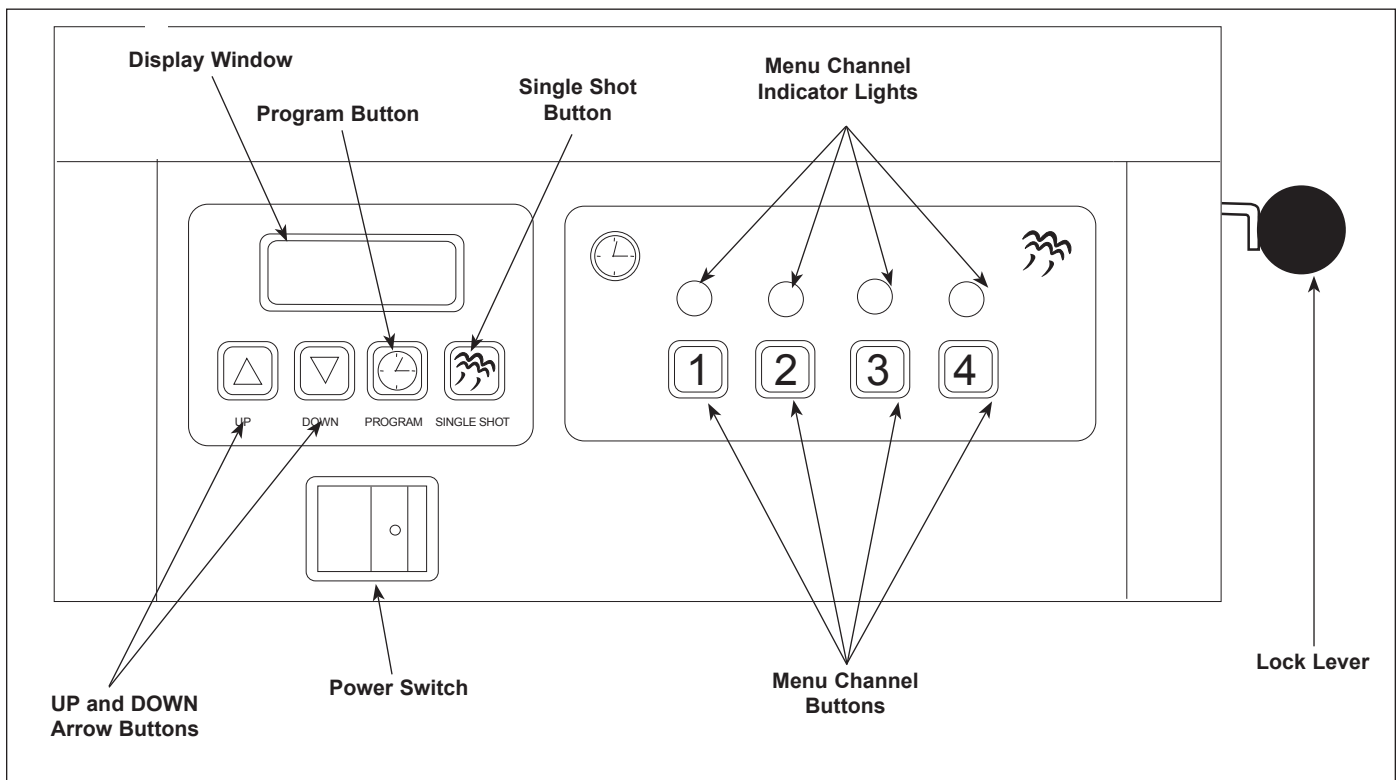 Display Window
Program Button
Single Shot
Button
Menu Channel
Indicator Lights
1
2
3
4
UP
DOWN
PROGRAM
SINGLE SHOT
UP and DOWN
Arrow Buttons
Power Switch
Menu Channel
Buttons
Lock Lever